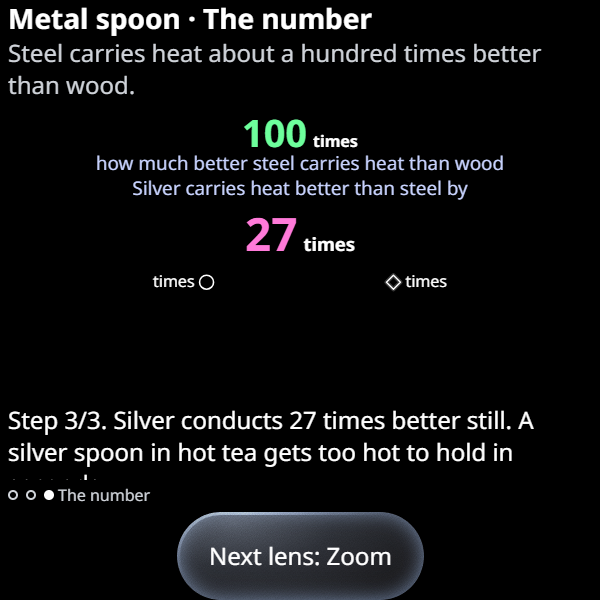 Metal spoon · The number
Steel carries heat about a hundred times better
than wood.
100 times
how much better steel carries heat than wood
Silver carries heat better than steel by
27 times
times
times
Step 3/3. Silver conducts 27 times better still. A
silver spoon in hot tea gets too hot to hold in
The number
Next lens: Zoom